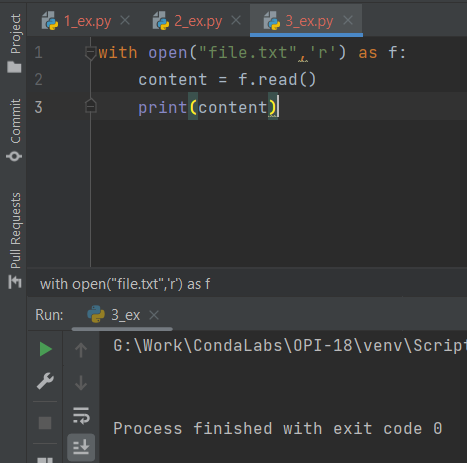 Project
Commit
Pull Requests
1_ex.py
2_ex.py
3_ex.py
1 with open("file.txt",'r') as f:
2 content = f.read()
3 print(content)
with open("file.txt",'r') as f
Run: 3_ex
G:\Work\CondaLabs\OPI-18\venv\Script
Process finished with exit code 0